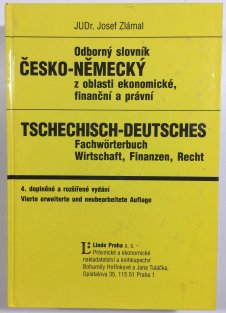 JUDr. Josef Zlámal
Odborný slovník
ČESKO-NĚMECKÝ
z oblasti ekonomické,
finanční a právní
TSCHECHISCH-DEUTSCHES
Fachwörterbuch
Wirtschaft, Finanzen, Recht
4. doplněné a rozšířené vydání
Vierte erweiterte und neubearbeitete Auflage
Linde Praha a. s. -
Právnické a ekonomické
nakladatelství a knihkupectví
Bohumily Hořínkové a Jana Tuláčka,
Opletalova 35, 115 51 Praha 1